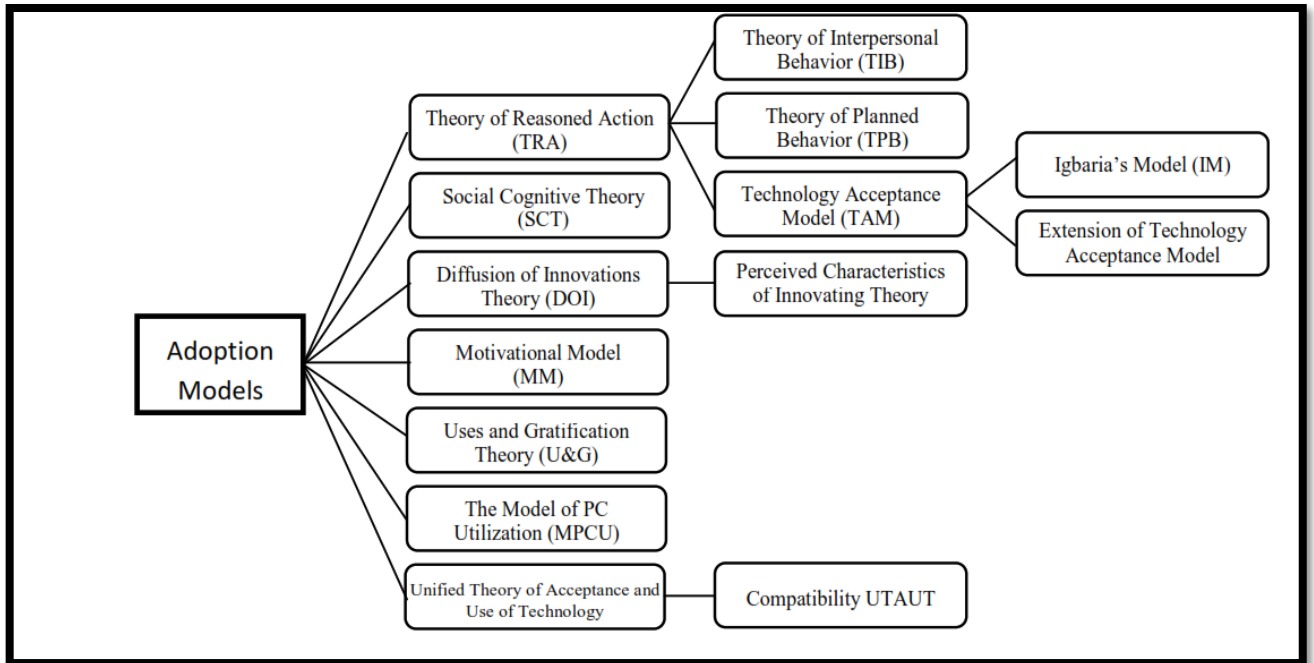 Adoption
Models
Theory of Reasoned Action
(TRA)
Social Cognitive Theory
(SCT)
Diffusion of Innovations
Theory (DOI)
Motivational Model
(MM)
Uses and Gratification
Theory (U&G)
The Model of PC
Utilization (MPCU)
Unified Theory of Acceptance and
Use of Technology
Theory of Interpersonal
Behavior (TIB)
Theory of Planned
Behavior (TPB)
Technology Acceptance
Model (TAM)
Perceived Characteristics
of Innovating Theory
Compatibility UTAUT
Igbaria’s Model (IM)
Extension of Technology
Acceptance Model